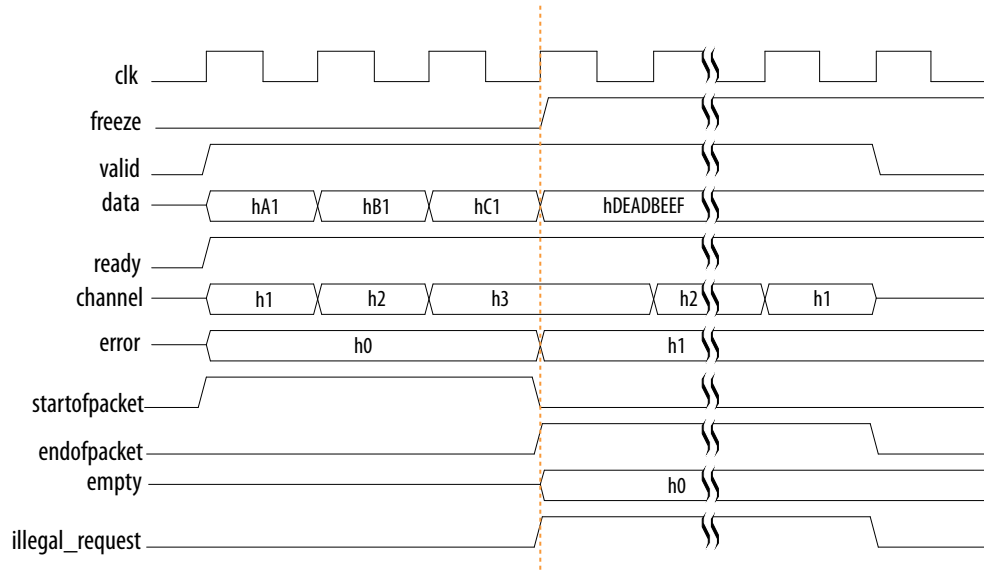 clk
freeze
valid
data hA1 hB1 hC1 hDEADBEEF
ready
channel h1 h2 h3 h2 h1
error h0 h1
startofpacket
endofpacket
empty h0
illegal_request